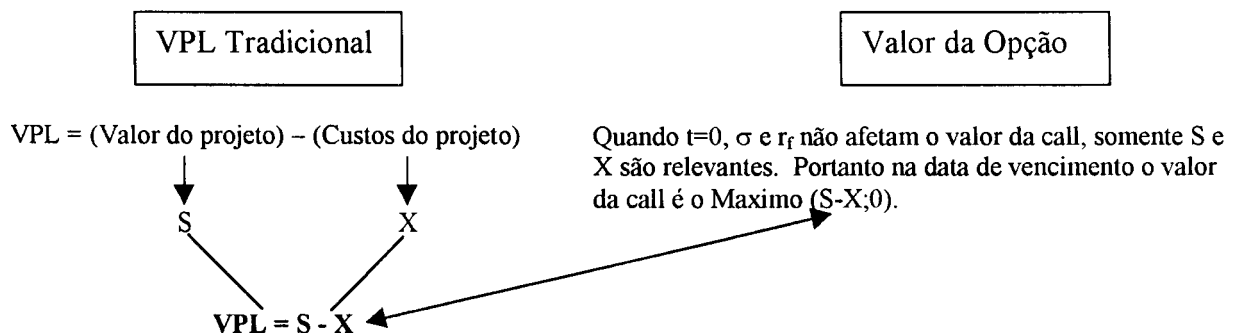 VPL Tradicional
Valor da Opção
VPL = (Valor do projeto) – (Custos do projeto)
S
X
VPL = S - X
Quando t=0, σ e rf não afetam o valor da call, somente S e
X são relevantes. Portanto na data de vencimento o valor
da call é o Maximo (S-X;0).